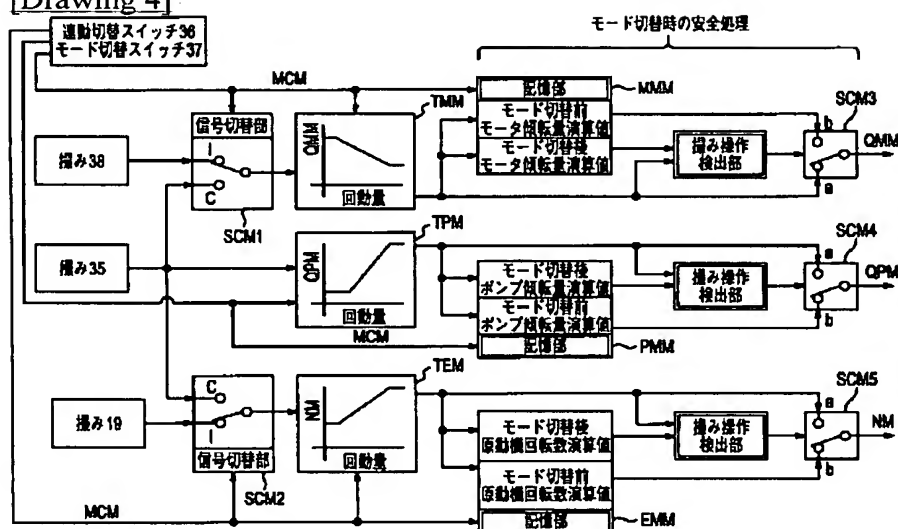 [Drawing 4]
モード切替時の安全処理
連動切替スイッチ36
モード切替スイッチ37
MCM
TMM
記憶部
MMM
SCM3
信号切替部
モード切替前
モータ傾転量演算値
b
QMM
撮み38
I
QMM
モード切替後
モータ傾転量演算値
撮み操作
検出部
C
回動量
a
SCM1
TPM
SCM4
撮み35
QPM
モード切替後
ポンプ傾転量演算値
撮み操作
検出部
a
QPM
モード切替前
ポンプ傾転量演算値
回動量
b
MCM
記憶部
PMM
TEM
SCM5
C
撮み19
NM
モード切替後
原動機回転数演算値
撮み操作
検出部
a
NM
I
信号切替部
回動量
モード切替前
原動機回転数演算値
b
SCM2
MCM
記憶部
EMM